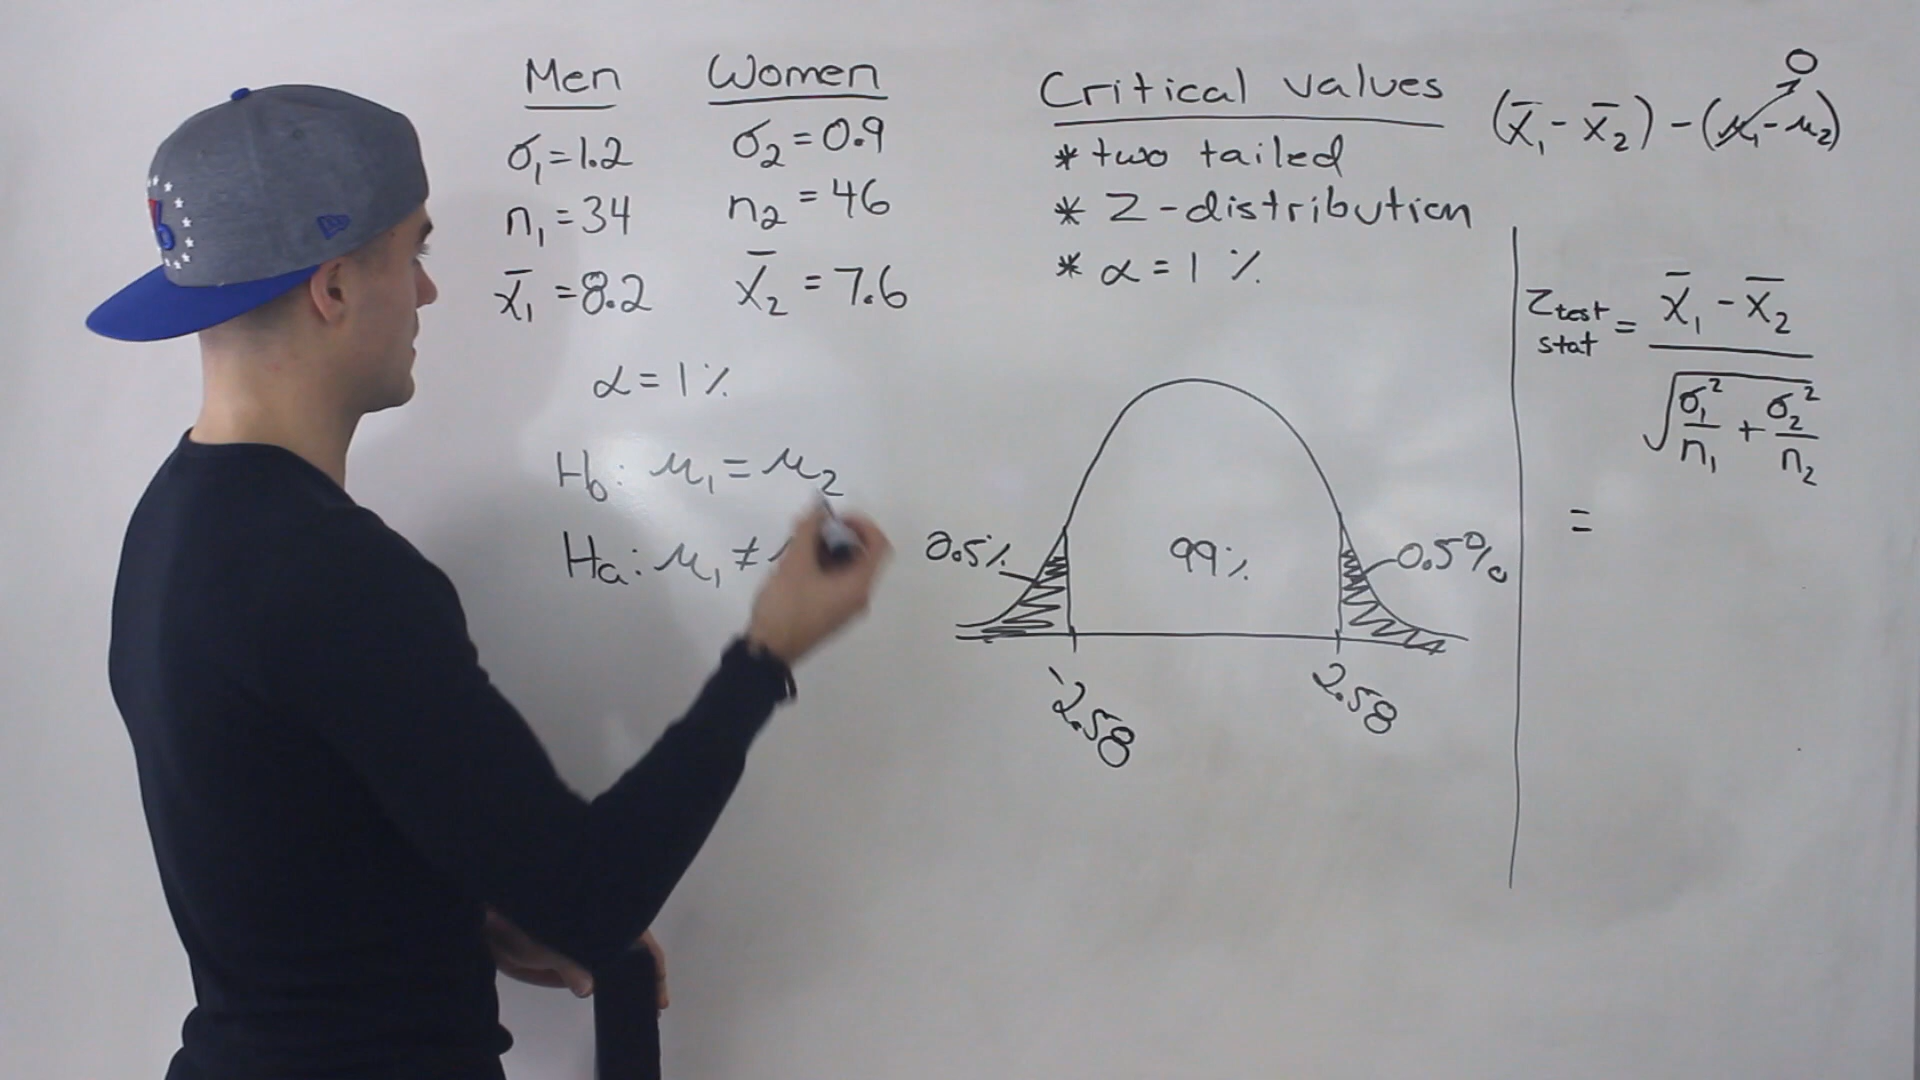 Men
σ₁=1.2
n₁=34
x̄₁=8.2
Women
σ₂=0.9
n₂=46
x̄₂=7.6
α=1%
H₀: μ₁=μ₂
Hₐ: μ₁≠
Critical values
* two tailed
* Z-distribution
* α=1%
0.5%
99%
0.5%
-2.58
2.58
0
(x̄₁-x̄₂)-(μ₁-μ₂)
Z test stat = (x̄₁-x̄₂)/√(σ₁²/n₁+σ₂²/n₂)
=